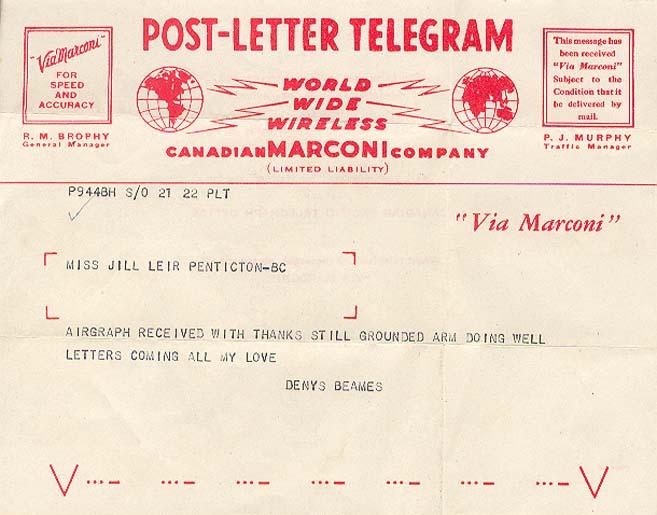 POST-LETTER TELEGRAM
"Via Marconi"
FOR
SPEED
AND
ACCURACY
R. M. BROPHY
General Manager
WORLD
WIDE
WIRELESS
CANADIAN MARCONI COMPANY
(LIMITED LIABILITY)
This message has
been received
"Via Marconi"
Subject to the
Condition that it
be delivered by
mail.
P. J. MURPHY
Traffic Manager
P944BH S/O 21 22 PLT
"Via Marconi"
MISS JILL LEIR PENTICTON-BC
AIRGRAPH RECEIVED WITH THANKS STILL GROUNDED ARM DOING WELL
LETTERS COMING ALL MY LOVE
DENYS BEAMES
V ...- ...- ...- ...- ...- ...- ...- V